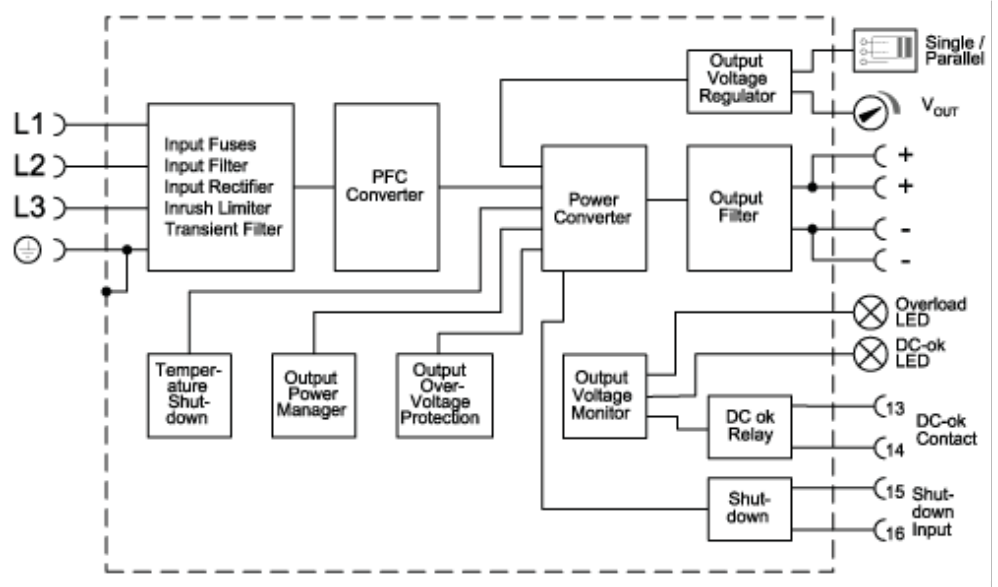 Single /
Parallel
Output
Voltage
Regulator
V OUT
L1
L2
L3
Input Fuses
Input Filter
Input Rectifier
Inrush Limiter
Transient Filter
PFC
Converter
Power
Converter
Output
Filter
+
+
-
-
Overload
LED
DC-ok
LED
Temper-
ature
Shut-
down
Output
Power
Manager
Output
Over-
Voltage
Protection
Output
Voltage
Monitor
DC ok
Relay
13
14
DC-ok
Contact
Shut-
down
15
16
Shut-
down
Input